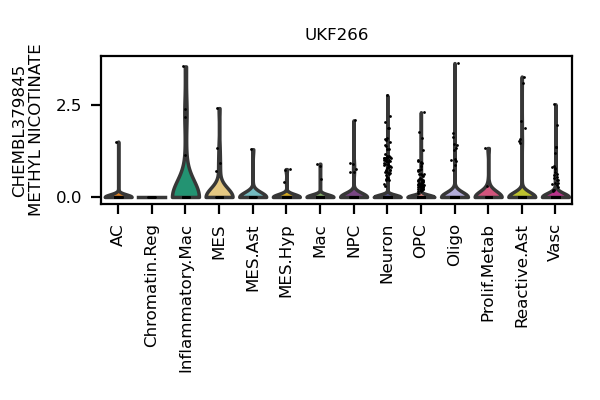 UKF266
CHEMBL379845
METHYL NICOTINATE
2.5
0.0
AC
Chromatin.Reg
Inflammatory.Mac
MES
MES.Ast
MES.Hyp
Mac
NPC
Neuron
OPC
Oligo
Prolif.Metab
Reactive.Ast
Vasc